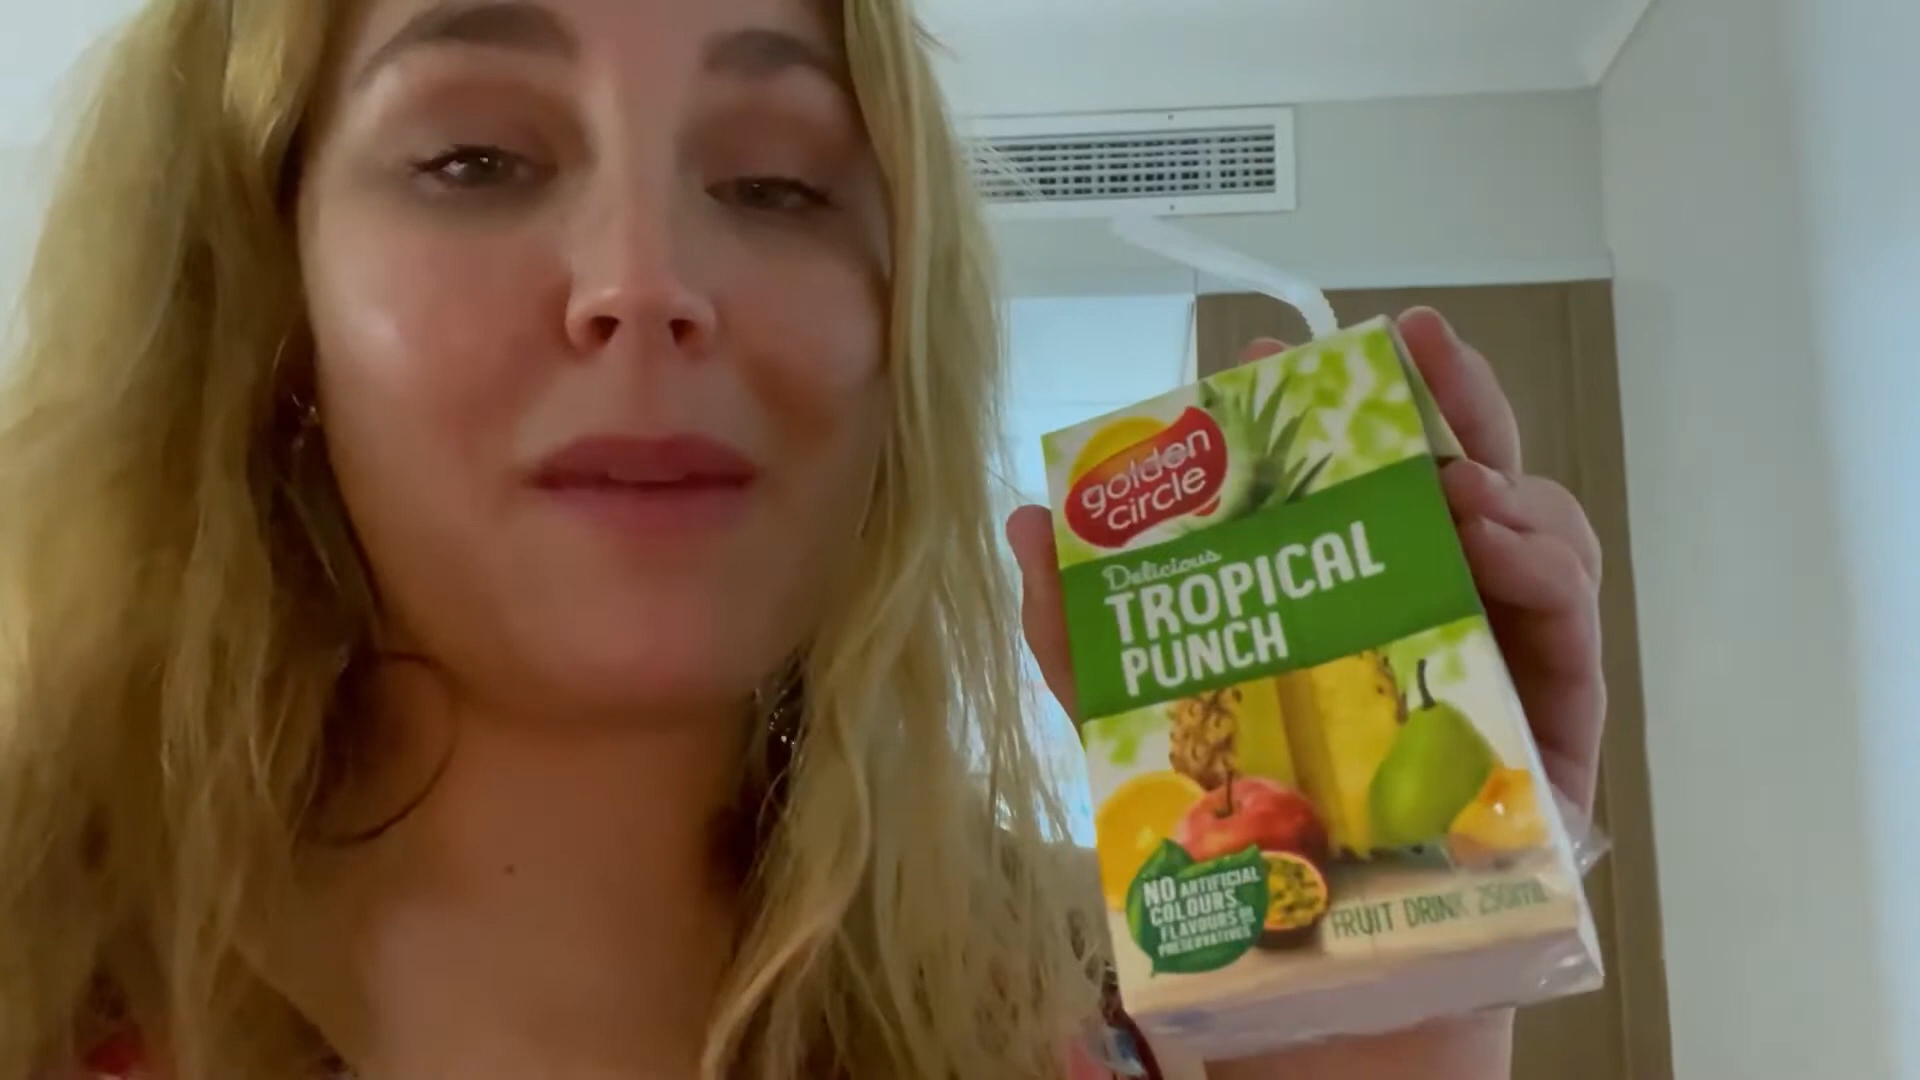 golden
circle
Delicious
TROPICAL
PUNCH
NO ARTIFICIAL
COLOURS,
FLAVOURS OR
PRESERVATIVES
FRUIT DRINK 250mL